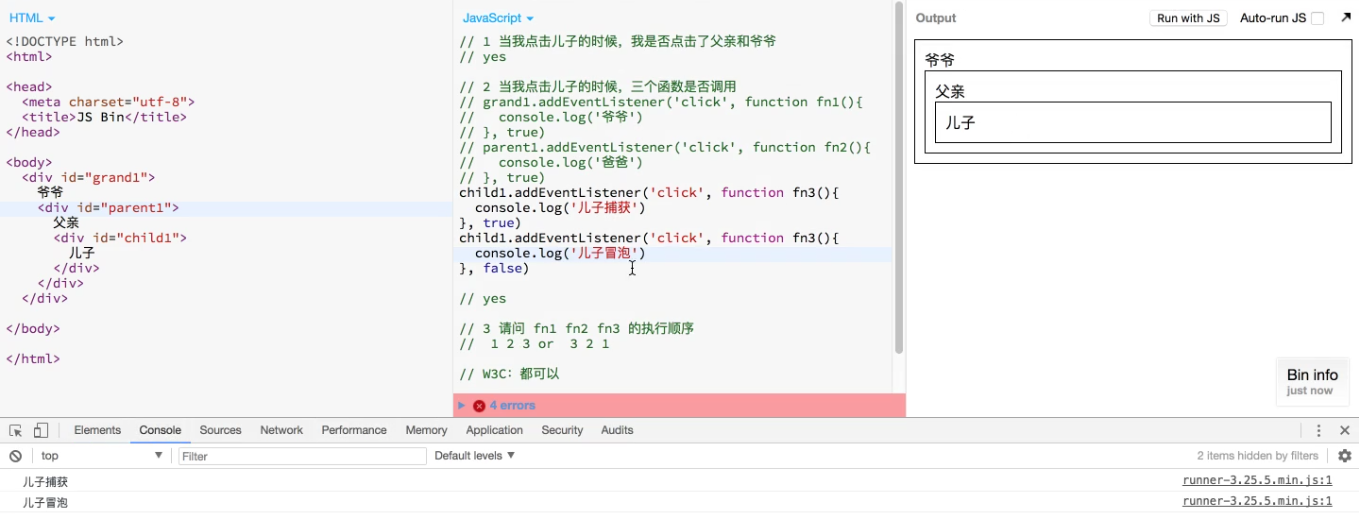 HTML
<!DOCTYPE html>
<html>
<head>
<meta charset="utf-8">
<title>JS Bin</title>
</head>
<body>
<div id="grand1">
爷爷
<div id="parent1">
父亲
<div id="child1">
儿子
</div>
</div>
</div>
</body>
</html>
JavaScript
// 1 当我点击儿子的时候，我是否点击了父亲和爷爷
// yes
// 2 当我点击儿子的时候，三个函数是否调用
// grand1.addEventListener('click', function fn1(){
//   console.log('爷爷')
// }, true)
// parent1.addEventListener('click', function fn2(){
//   console.log('爸爸')
// }, true)
child1.addEventListener('click', function fn3(){
console.log('儿子捕获')
}, true)
child1.addEventListener('click', function fn3(){
console.log('儿子冒泡')
}, false)
// yes
// 3 请问 fn1 fn2 fn3 的执行顺序
//  1 2 3 or  3 2 1
// W3C：都可以
4 errors
Output
Run with JS
Auto-run JS
爷爷
父亲
儿子
Bin info
just now
Elements Console Sources Network Performance Memory Application Security Audits
top Filter Default levels 2 items hidden by filters
儿子捕获 runner-3.25.5.min.js:1
儿子冒泡 runner-3.25.5.min.js:1